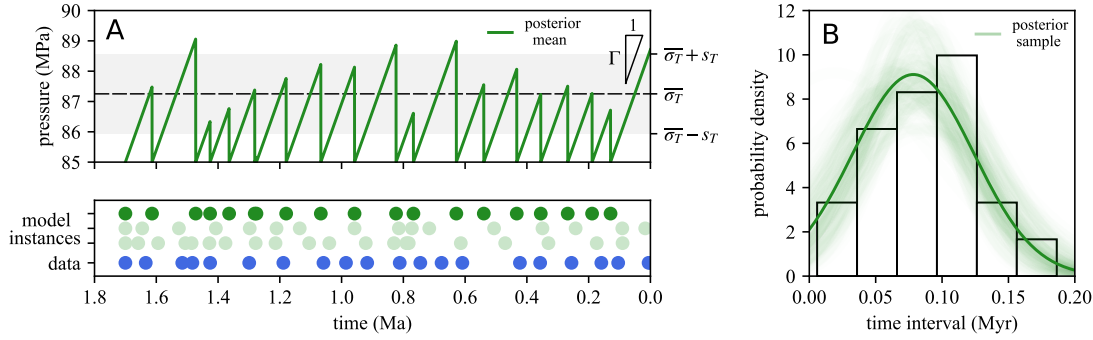 A
90
89
88
87
86
85
pressure (MPa)
posterior
mean
1
Γ
σ̅_T + s_T
σ̅_T
σ̅_T − s_T
model
instances
data
1.8 1.6 1.4 1.2 1.0 0.8 0.6 0.4 0.2 0.0
time (Ma)
B
12
10
8
6
4
2
0
probability density
posterior
sample
0.00 0.05 0.10 0.15 0.20
time interval (Myr)